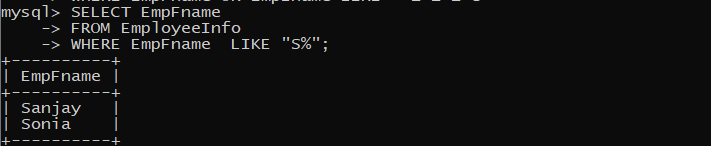 mysql> SELECT EmpFname
    -> FROM EmployeeInfo
    -> WHERE EmpFname  LIKE "S%";
+----------+
| EmpFname |
+----------+
| Sanjay   |
| Sonia    |
+----------+